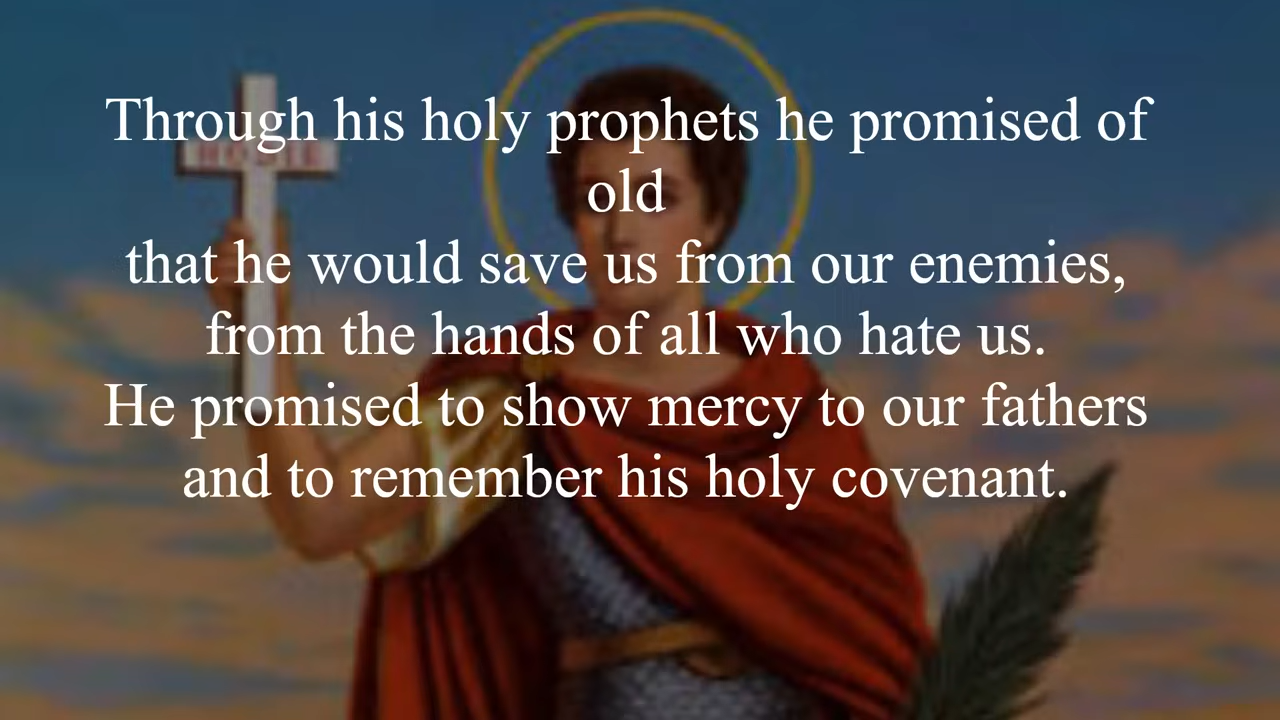 Through his holy prophets he promised of
old
that he would save us from our enemies,
from the hands of all who hate us.
He promised to show mercy to our fathers
and to remember his holy covenant.